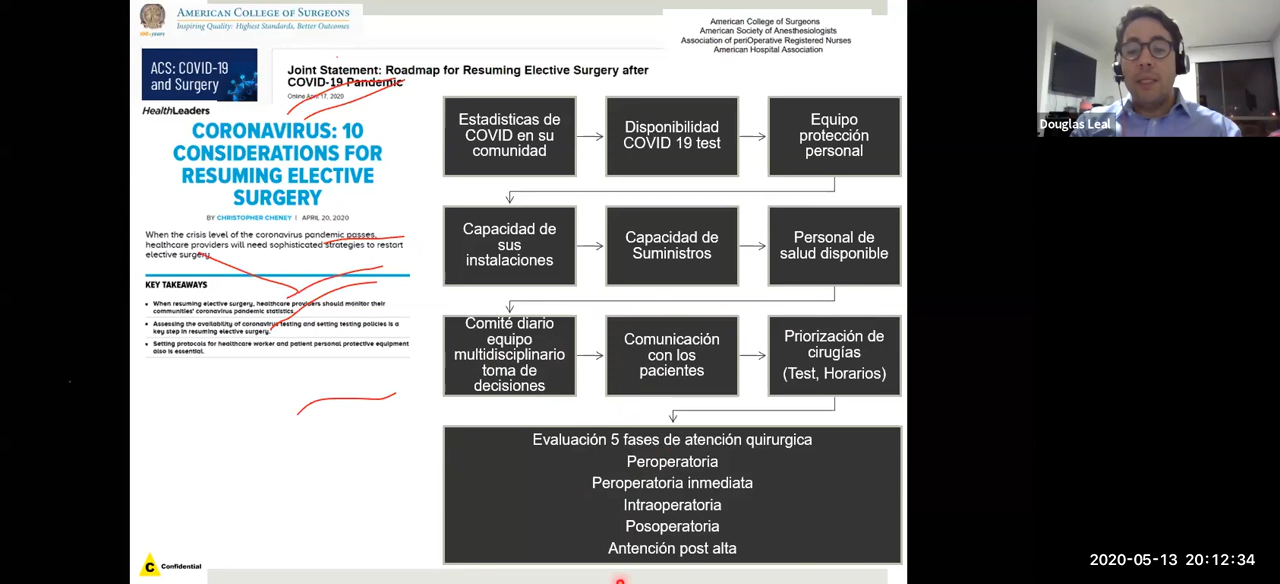 AMERICAN COLLEGE OF SURGEONS
Inspiring Quality: Highest Standards, Better Outcomes
ACS: COVID-19
and Surgery
Joint Statement: Roadmap for Resuming Elective Surgery after
COVID-19 Pandemic
Online April 17, 2020
American College of Surgeons
American Society of Anesthesiologists
Association of periOperative Registered Nurses
American Hospital Association
HealthLeaders
CORONAVIRUS: 10
CONSIDERATIONS FOR
RESUMING ELECTIVE
SURGERY
BY CHRISTOPHER CHENEY | APRIL 20, 2020
When the crisis level of the coronavirus pandemic passes,
healthcare providers will need sophisticated strategies to restart
elective surgery.
KEY TAKEAWAYS
When resuming elective surgery, healthcare providers should monitor their
communities' coronavirus pandemic statistics.
Assessing the availability of coronavirus testing and setting testing policies is a
key step in resuming elective surgery.
Setting protocols for healthcare worker and patient personal protective equipment
also is essential.
Estadisticas de
COVID en su
comunidad
Disponibilidad
COVID 19 test
Equipo
protección
personal
Capacidad de
sus
instalaciones
Capacidad de
Suministros
Personal de
salud disponible
Comité diario
equipo
multidisciplinario
toma de
decisiones
Comunicación
con los
pacientes
Priorización de
cirugías
(Test, Horarios)
Evaluación 5 fases de atención quirurgica
Peroperatoria
Peroperatoria inmediata
Intraoperatoria
Posoperatoria
Antención post alta
C Confidential
Douglas Leal
2020-05-13 20:12:34